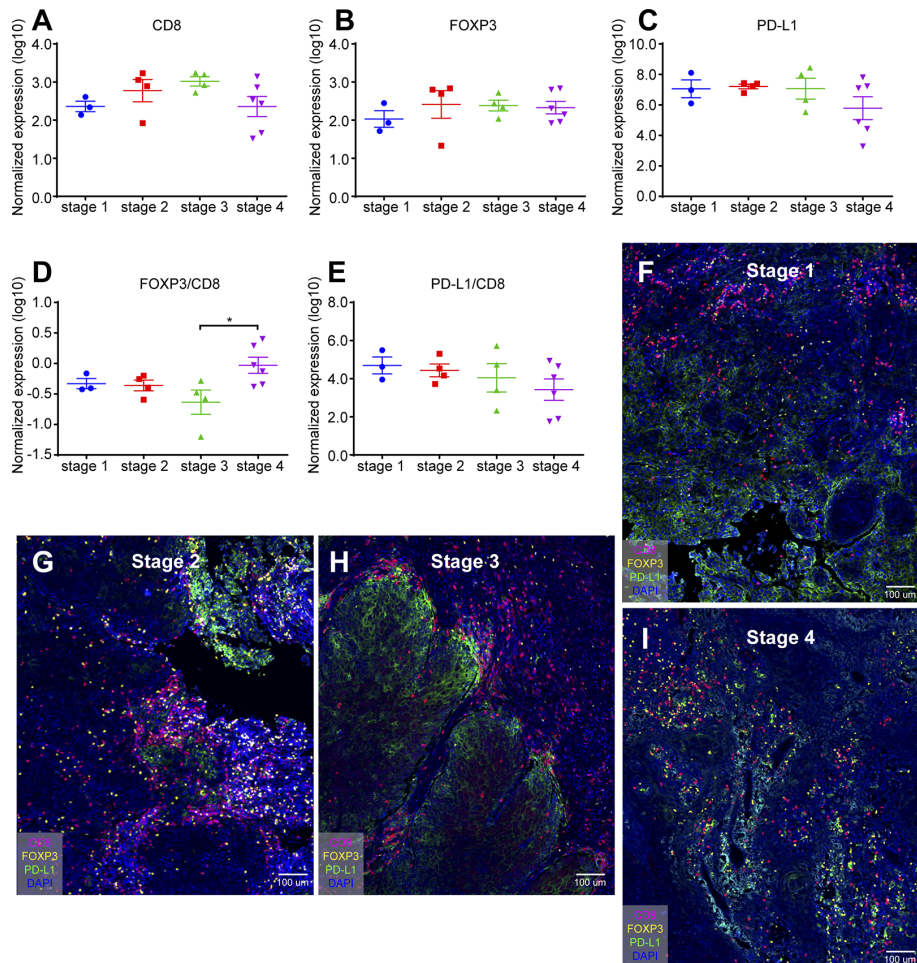 A
CD8
Normalized expression (log10)
4.0
3.0
2.0
1.0
0.0
stage 1 stage 2 stage 3 stage 4
B
FOXP3
Normalized expression (log10)
4.0
3.0
2.0
1.0
0.0
stage 1 stage 2 stage 3 stage 4
C
PD-L1
Normalized expression (log10)
10.0
8.0
6.0
4.0
2.0
0.0
stage 1 stage 2 stage 3 stage 4
D
FOXP3/CD8
Normalized expression (log10)
*
0.5
0.0
-0.5
-1.0
-1.5
stage 1 stage 2 stage 3 stage 4
E
PD-L1/CD8
Normalized expression (log10)
8.0
6.0
4.0
2.0
0.0
stage 1 stage 2 stage 3 stage 4
F
Stage 1
CD8
FOXP3
PD-L1
DAPI
100 um
G
Stage 2
CD8
FOXP3
PD-L1
DAPI
100 um
H
Stage 3
CD8
FOXP3
PD-L1
DAPI
100 um
I
Stage 4
CD8
FOXP3
PD-L1
DAPI
100 um